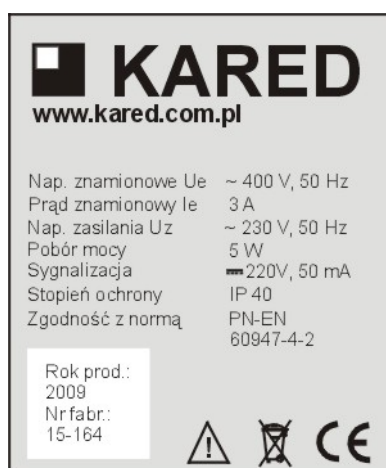 KARED
www.kared.com.pl
Nap. znamionowe Ue ~ 400 V, 50 Hz
Prąd znamionowy Ie 3 A
Nap. zasilania Uz ~ 230 V, 50 Hz
Pobór mocy 5 W
Sygnalizacja 220V, 50 mA
Stopień ochrony IP 40
Zgodność z normą PN-EN
60947-4-2
Rok prod.:
2009
Nr fabr.:
15-164
CE